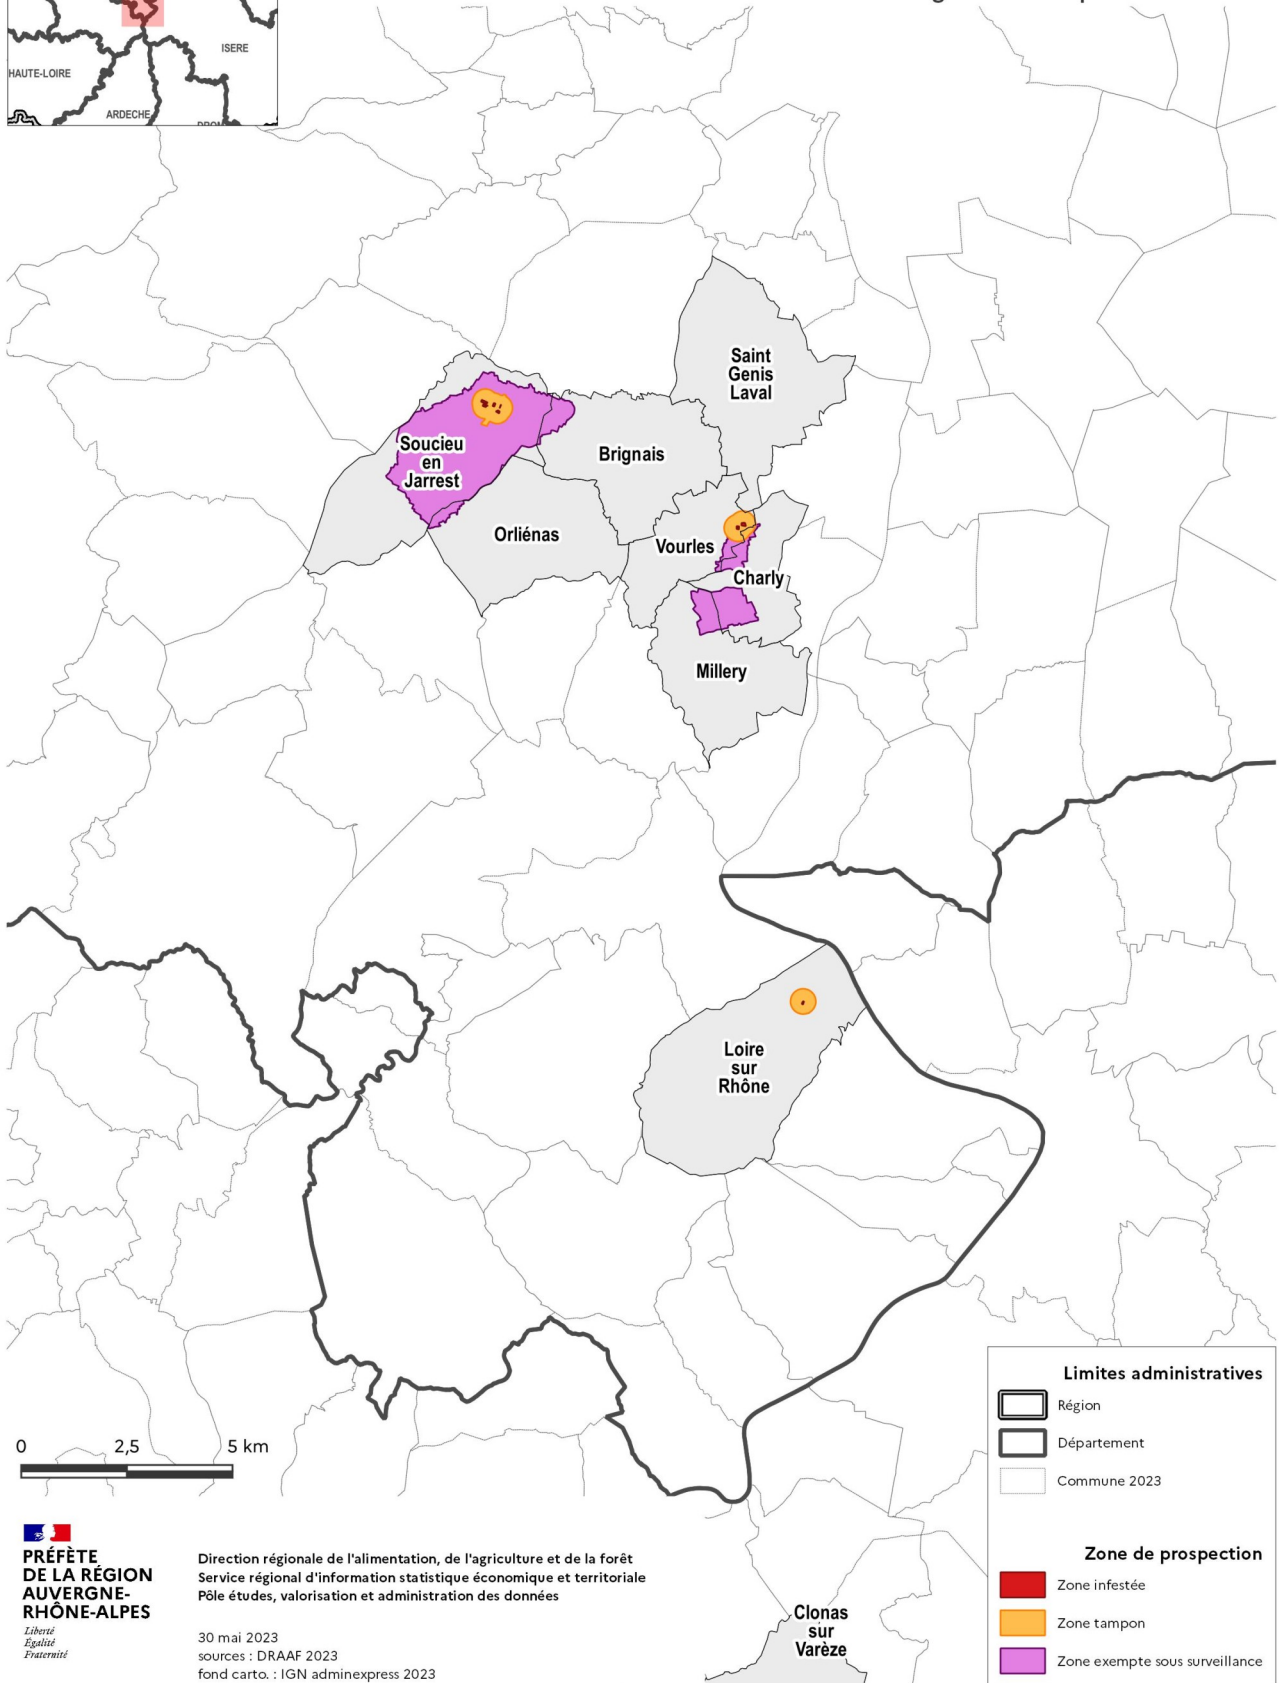 ISERE
HAUTE-LOIRE
ARDECHE
Saint
Genis
Laval
Soucieu
en
Jarrest
Brignais
Orliénas
Vourles
Charly
Millery
Loire
sur
Rhône
Limites administratives
Région
Département
Commune 2023
0 2,5 5 km
Zone de prospection
Zone infestée
Zone tampon
Zone exempte sous surveillance
PRÉFÈTE
DE LA RÉGION
AUVERGNE-
RHÔNE-ALPES
Liberté
Égalité
Fraternité
Direction régionale de l'alimentation, de l'agriculture et de la forêt
Service régional d'information statistique économique et territoriale
Pôle études, valorisation et administration des données
30 mai 2023
sources : DRAAF 2023
fond carto. : IGN adminexpress 2023
Clonas
sur
Varèze